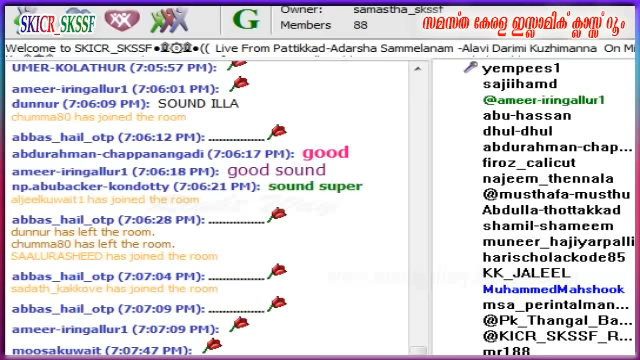 SKICR_SKSSF
G
Owner: samastha_skssf
Members 88
സമസ്ത കേരള ഇസ്ലാമിക് ക്ലാസ്സ് റൂം
Welcome to SKICR_SKSSF Live From Pattikkad-Adarsha Sammelanam -Alavi Darimi Kuzhimanna On Mi
UMER-KOLATHUR (7:05:57 PM):
ameer-iringallur1 (7:06:01 PM):
dunnur (7:06:09 PM): SOUND ILLA
chumma80 has joined the room
abbas_hail_otp (7:06:12 PM): ................
abdurahman-chappanangadi (7:06:17 PM): good
ameer-iringallur1 (7:06:18 PM): good sound
np.abubacker-kondotty (7:06:21 PM): sound super
aljeelkuwait1 has joined the room
abbas_hail_otp (7:06:28 PM): ................
dunnur has left the room.
chumma80 has left the room.
SAALURASHEED has joined the room
abbas_hail_otp (7:07:04 PM): ................
sadath_kakkove has joined the room
abbas_hail_otp (7:07:09 PM): ................
ameer-iringallur1 (7:07:09 PM):
moosakuwait (7:07:47 PM):
yempees1
sajiihamd
@ameer-iringallur1
abu-hassan
dhul-dhul
abdurahman-chap...
firoz_calicut
najeem_thennala
@musthafa-musthu
Abdulla-thottakkad
shamil-shameem
muneer_hajiyarpalli
harischolackode85
KK_JALEEL
MuhammedMahshook
msa_perintalman...
@Pk_Thangal_Ba...
@KICR_SKSSF_R...
mr188